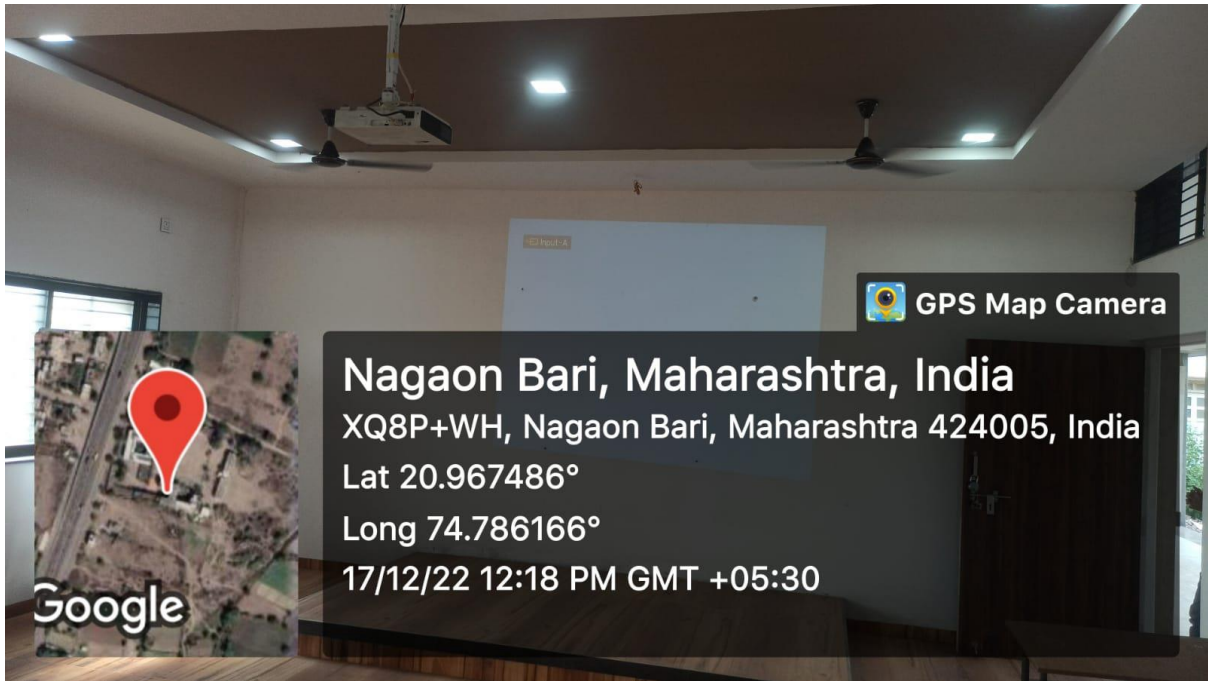 Input-A
GPS Map Camera
Nagaon Bari, Maharashtra, India
XQ8P+WH, Nagaon Bari, Maharashtra 424005, India
Lat 20.967486°
Long 74.786166°
17/12/22 12:18 PM GMT +05:30
Google